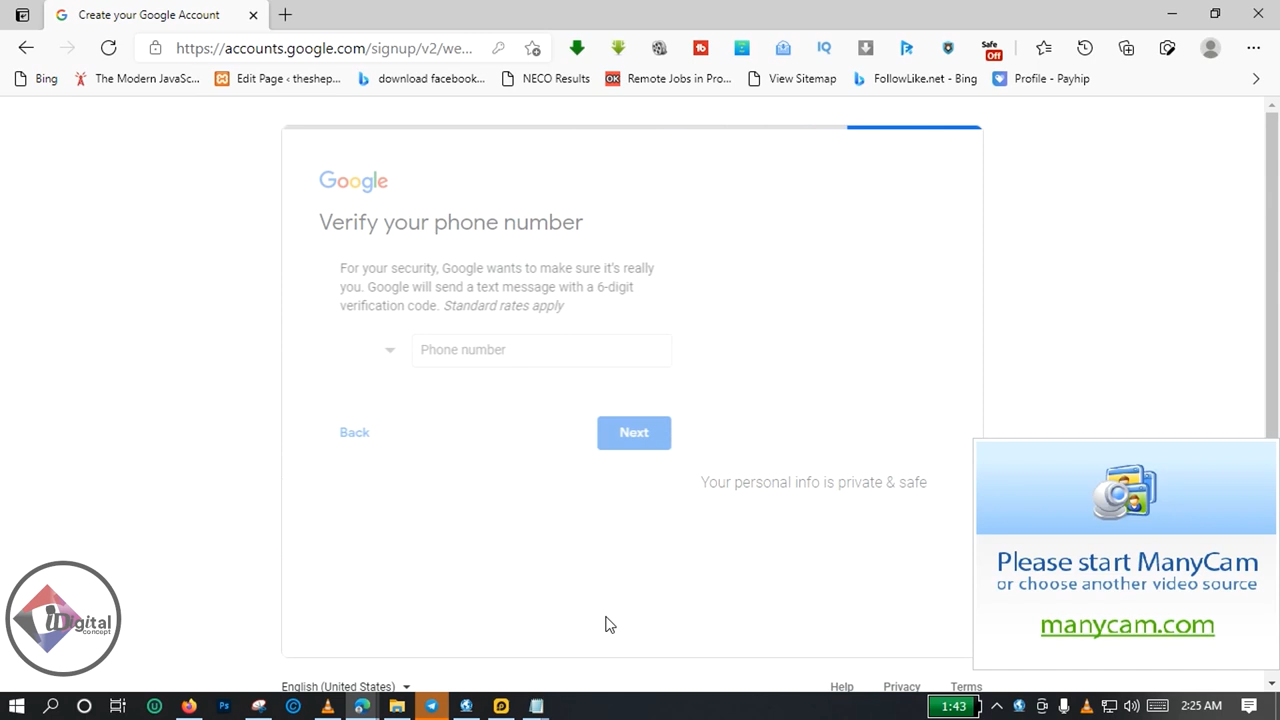 Create your Google Account
https://accounts.google.com/signup/v2/we...
Safe
Off
Bing
The Modern JavaSc...
Edit Page ‹ theshep...
download facebook...
NECO Results
Remote Jobs in Pro...
View Sitemap
FollowLike.net - Bing
Profile - Payhip
Google
Verify your phone number
For your security, Google wants to make sure it's really
you. Google will send a text message with a 6-digit
verification code. Standard rates apply
Phone number
Back
Next
Your personal info is private & safe
Please start ManyCam
or choose another video source
manycam.com
iDigital
concept
English (United States)
Help
Privacy
Terms
1:43
2:25 AM